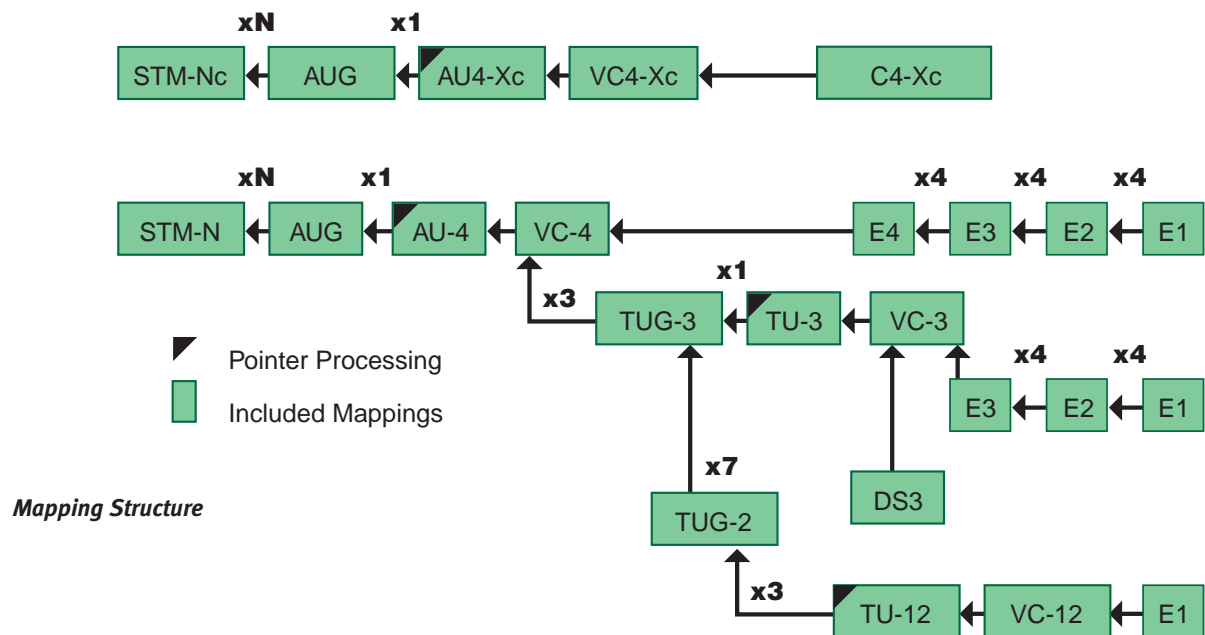 xN x1
STM-Nc AUG AU4-Xc VC4-Xc C4-Xc
xN x1 x4 x4 x4
STM-N AUG AU-4 VC-4 E4 E3 E2 E1
x3 x1
TUG-3 TU-3 VC-3
Pointer Processing
x4 x4
Included Mappings
E3 E2 E1
x7
Mapping Structure
TUG-2 DS3
x3
TU-12 VC-12 E1